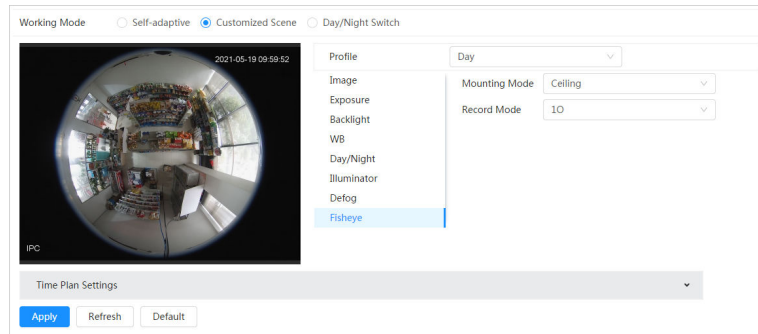 Working Mode Self-adaptive Customized Scene Day/Night Switch
2021-05-19 09:59:52
IPC
Profile Day
Image
Exposure
Backlight
WB
Day/Night
Illuminator
Defog
Fisheye
Mounting Mode Ceiling
Record Mode 1O
Time Plan Settings
Apply Refresh Default